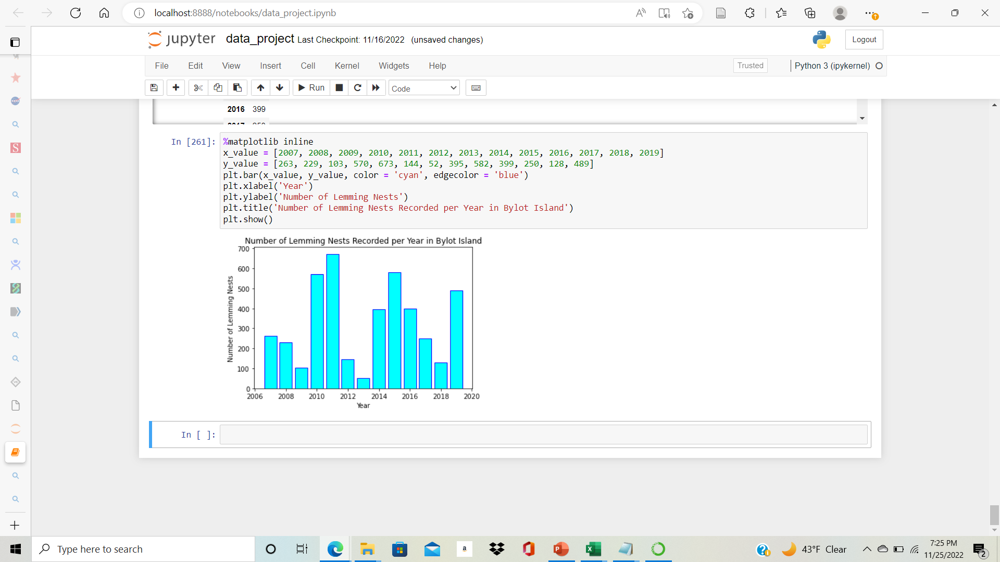 localhost:8888/notebooks/data_project.ipynb
jupyter data_project Last Checkpoint: 11/16/2022 (unsaved changes)
Logout
File Edit View Insert Cell Kernel Widgets Help
Trusted
Python 3 (ipykernel)
Run
Code
2016 399
In [261]:
%matplotlib inline
x_value = [2007, 2008, 2009, 2010, 2011, 2012, 2013, 2014, 2015, 2016, 2017, 2018, 2019]
y_value = [263, 229, 103, 570, 673, 144, 52, 395, 582, 399, 250, 128, 489]
plt.bar(x_value, y_value, color = 'cyan', edgecolor = 'blue')
plt.xlabel('Year')
plt.ylabel('Number of Lemming Nests')
plt.title('Number of Lemming Nests Recorded per Year in Bylot Island')
plt.show()
Number of Lemming Nests Recorded per Year in Bylot Island
700
600
500
400
300
200
100
0
Number of Lemming Nests
2006 2008 2010 2012 2014 2016 2018 2020
Year
In [ ]:
Type here to search
43°F Clear
7:25 PM
11/25/2022
2